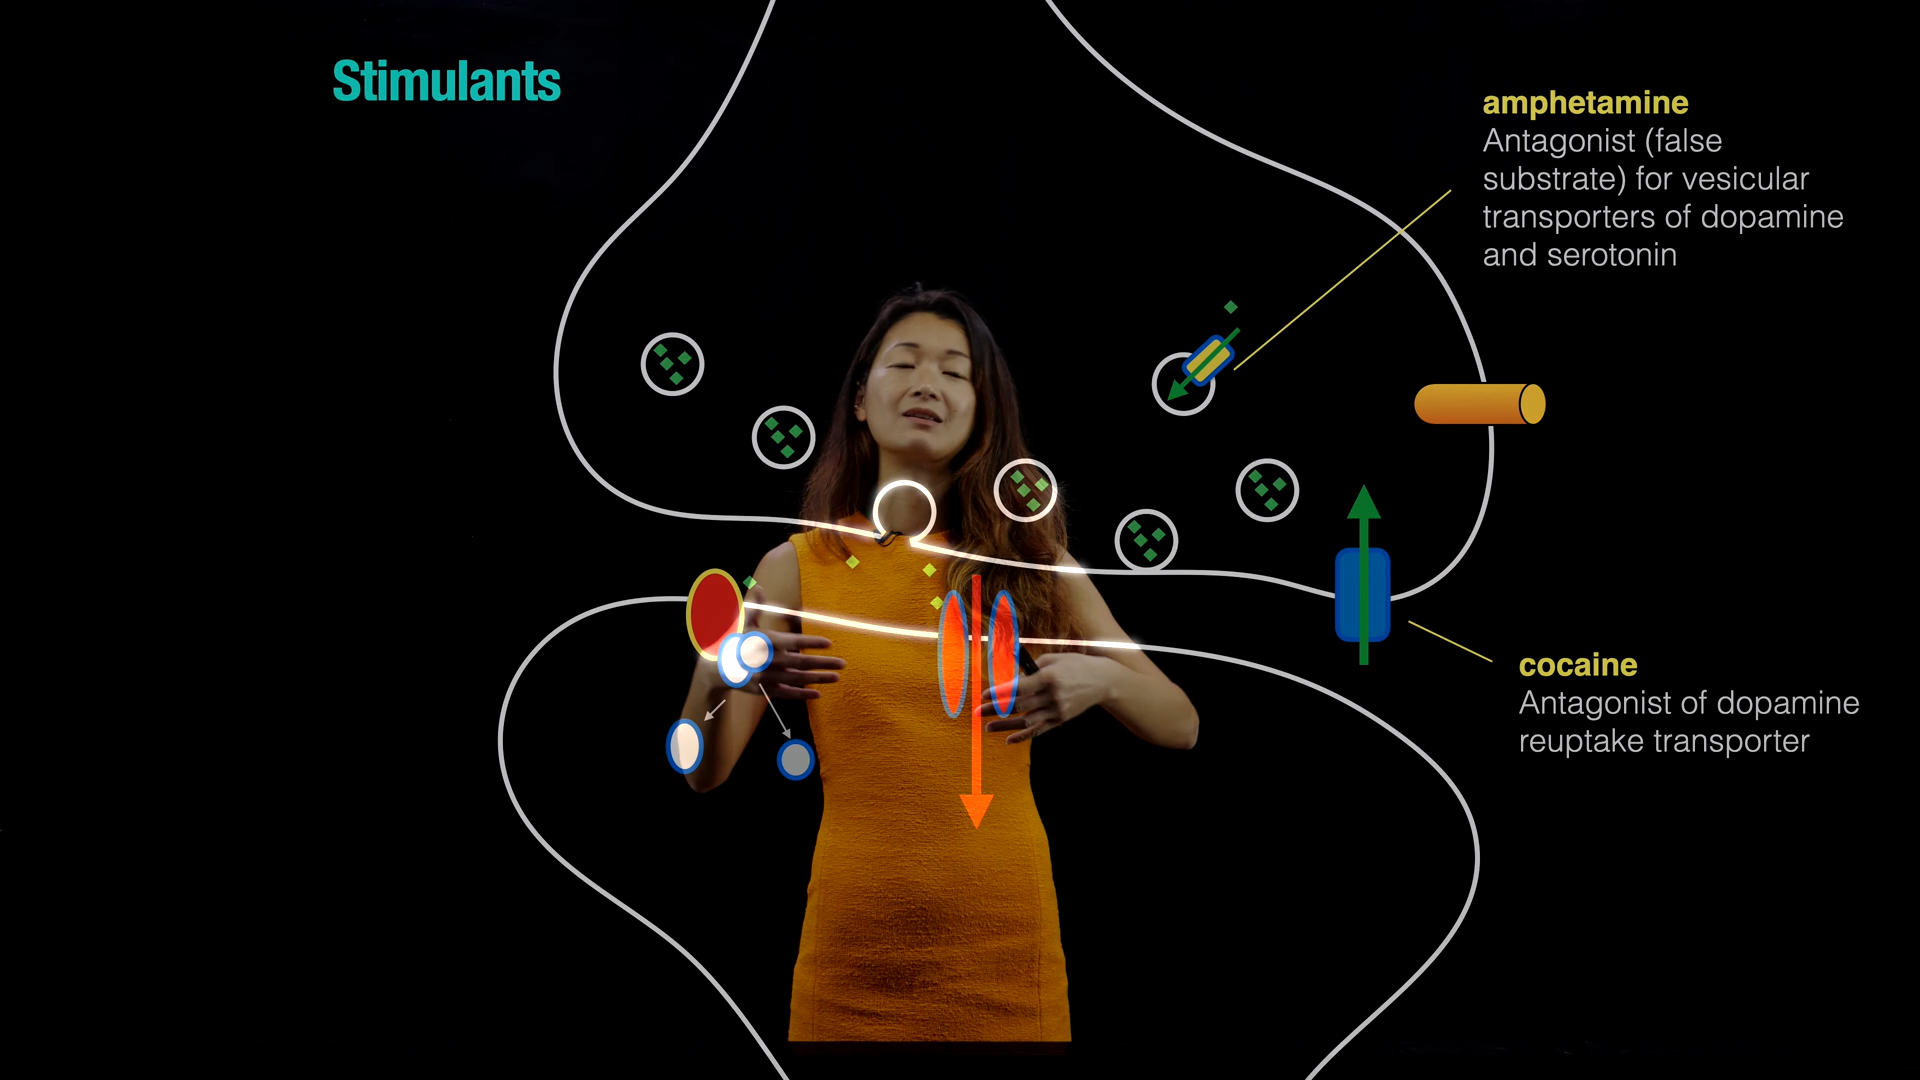 Stimulants
amphetamine
Antagonist (false
substrate) for vesicular
transporters of dopamine
and serotonin
cocaine
Antagonist of dopamine
reuptake transporter